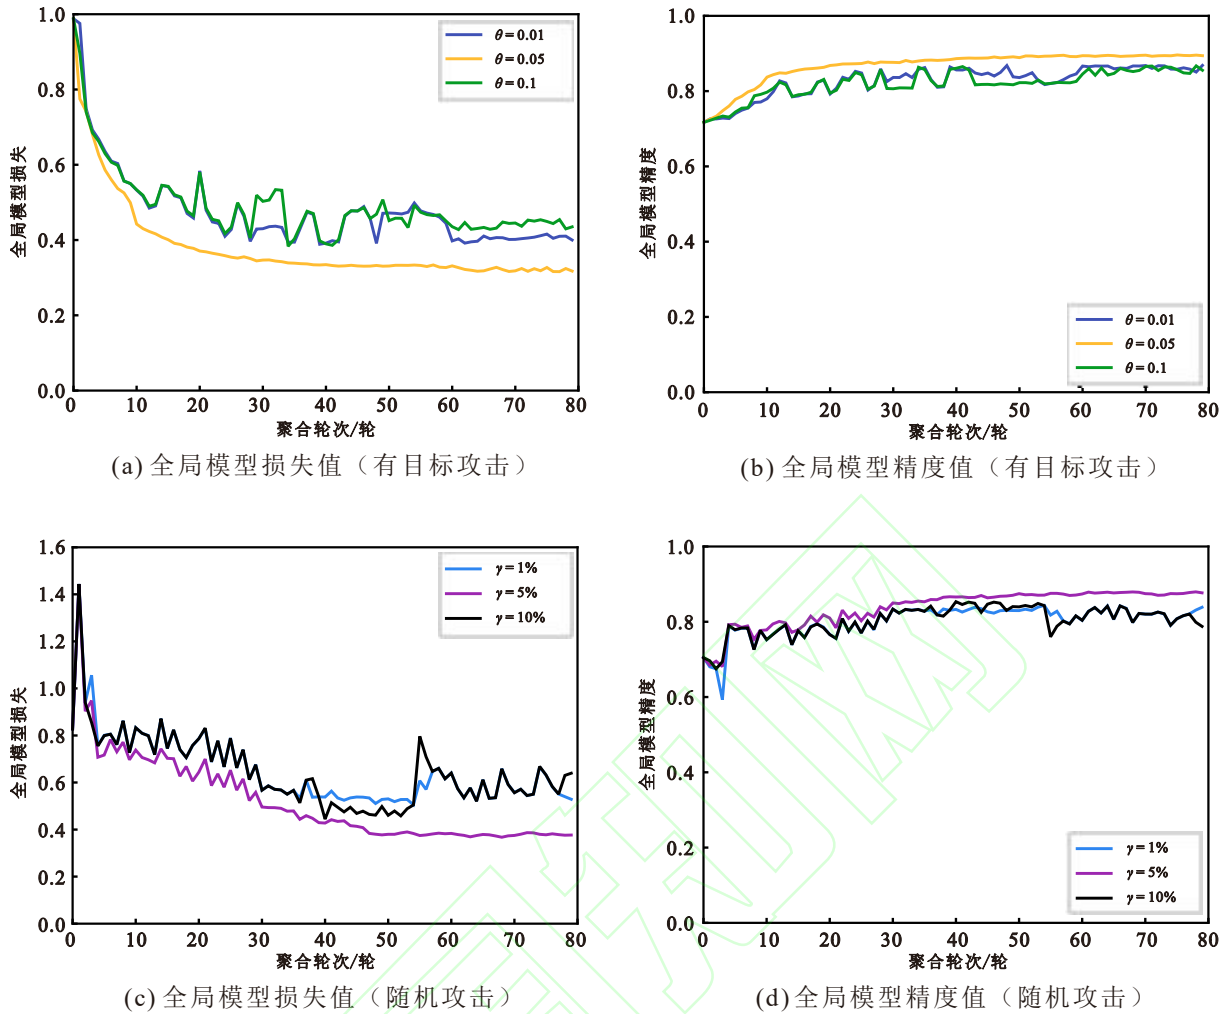 1.0
0.8
0.6
0.4
0.2
0.0
全局模型损失
θ=0.01
θ=0.05
θ=0.1
0 10 20 30 40 50 60 70 80
聚合轮次/轮
(a) 全局模型损失值（有目标攻击）
1.0
0.8
0.6
0.4
0.2
0.0
全局模型精度
θ=0.01
θ=0.05
θ=0.1
0 10 20 30 40 50 60 70 80
聚合轮次/轮
(b) 全局模型精度值（有目标攻击）
1.6
1.4
1.2
1.0
0.8
0.6
0.4
0.2
0.0
全局模型损失
γ=1%
γ=5%
γ=10%
0 10 20 30 40 50 60 70 80
聚合轮次/轮
(c) 全局模型损失值（随机攻击）
1.0
0.8
0.6
0.4
0.2
0.0
全局模型精度
γ=1%
γ=5%
γ=10%
0 10 20 30 40 50 60 70 80
聚合轮次/轮
(d) 全局模型精度值（随机攻击）